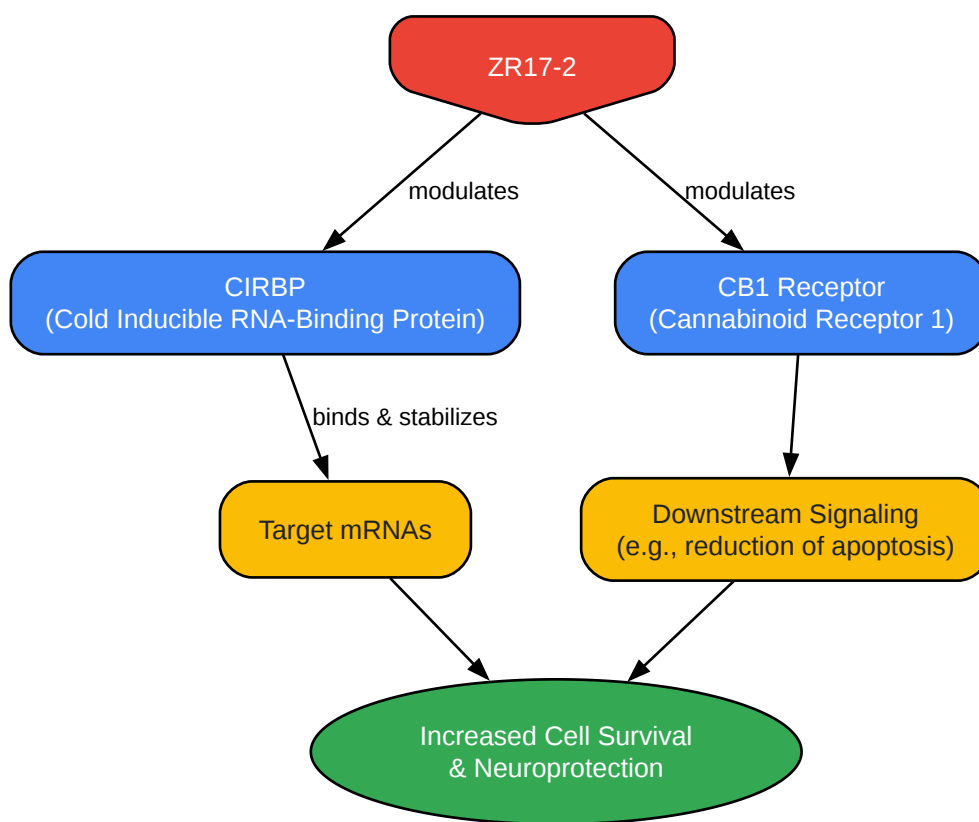 ZR17-2
modulates
modulates
CIRBP
(Cold Inducible RNA-Binding Protein)
CB1 Receptor
(Cannabinoid Receptor 1)
binds & stabilizes
Target mRNAs
Downstream Signaling
(e.g., reduction of apoptosis)
Increased Cell Survival
& Neuroprotection